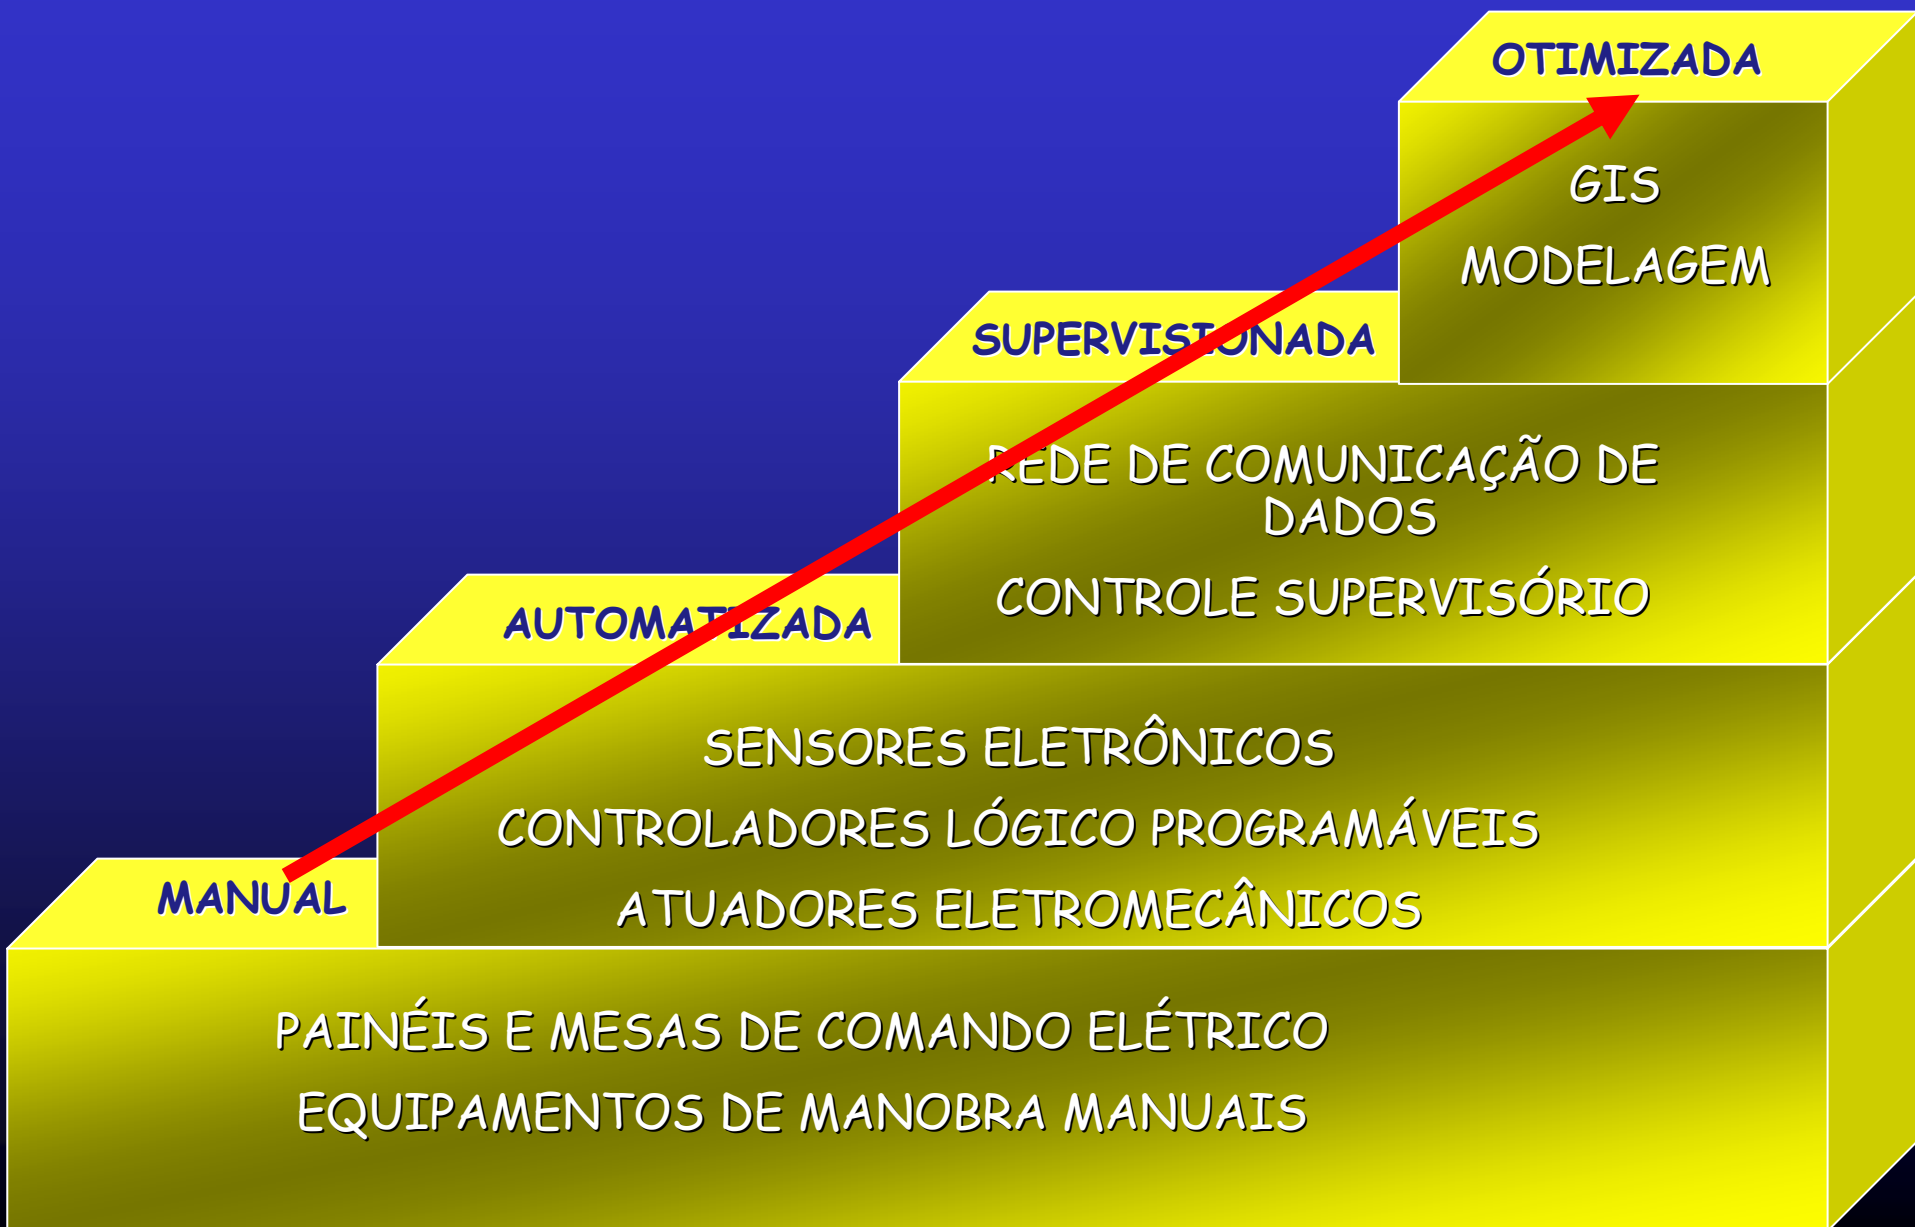 OTIMIZADA
GIS
MODELAGEM
SUPERVISIONADA
REDE DE COMUNICAÇÃO DE
DADOS
CONTROLE SUPERVISÓRIO
AUTOMATIZADA
SENSORES ELETRÔNICOS
CONTROLADORES LÓGICO PROGRAMÁVEIS
ATUADORES ELETROMECÂNICOS
MANUAL
PAINÉIS E MESAS DE COMANDO ELÉTRICO
EQUIPAMENTOS DE MANOBRA MANUAIS